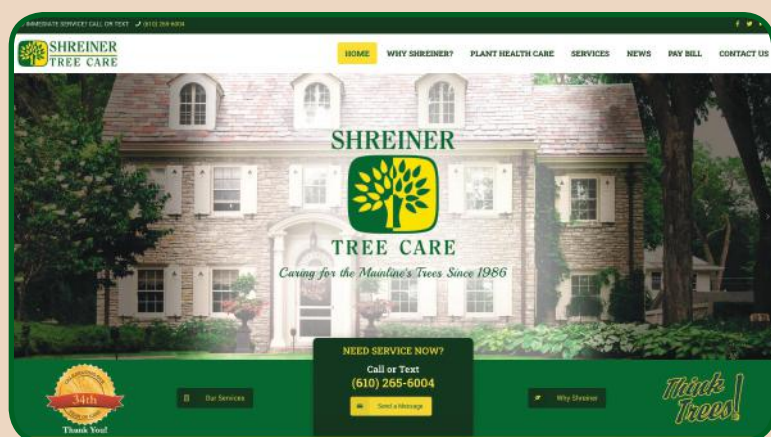 IMMEDIATE SERVICE? CALL OR TEXT (610) 265-6004
SHREINER
TREE CARE
HOME WHY SHREINER? PLANT HEALTH CARE SERVICES NEWS PAY BILL CONTACT US
SHREINER
TREE CARE
Caring for the Mainline's Trees Since 1986
NEED SERVICE NOW?
Call or Text
(610) 265-6004
Send a Message
Our Services
Why Shreiner
34th
Thank You!
Think
Trees!